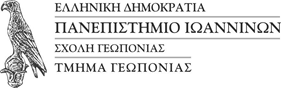 ΕΛΛΗΝΙΚΗ ΔΗΜΟΚΡΑΤΙΑ
ΠΑΝΕΠΙΣΤΗΜΙΟ ΙΩΑΝΝΙΝΩΝ
ΣΧΟΛΗ ΓΕΩΠΟΝΙΑΣ
ΤΜΗΜΑ ΓΕΩΠΟΝΙΑΣ